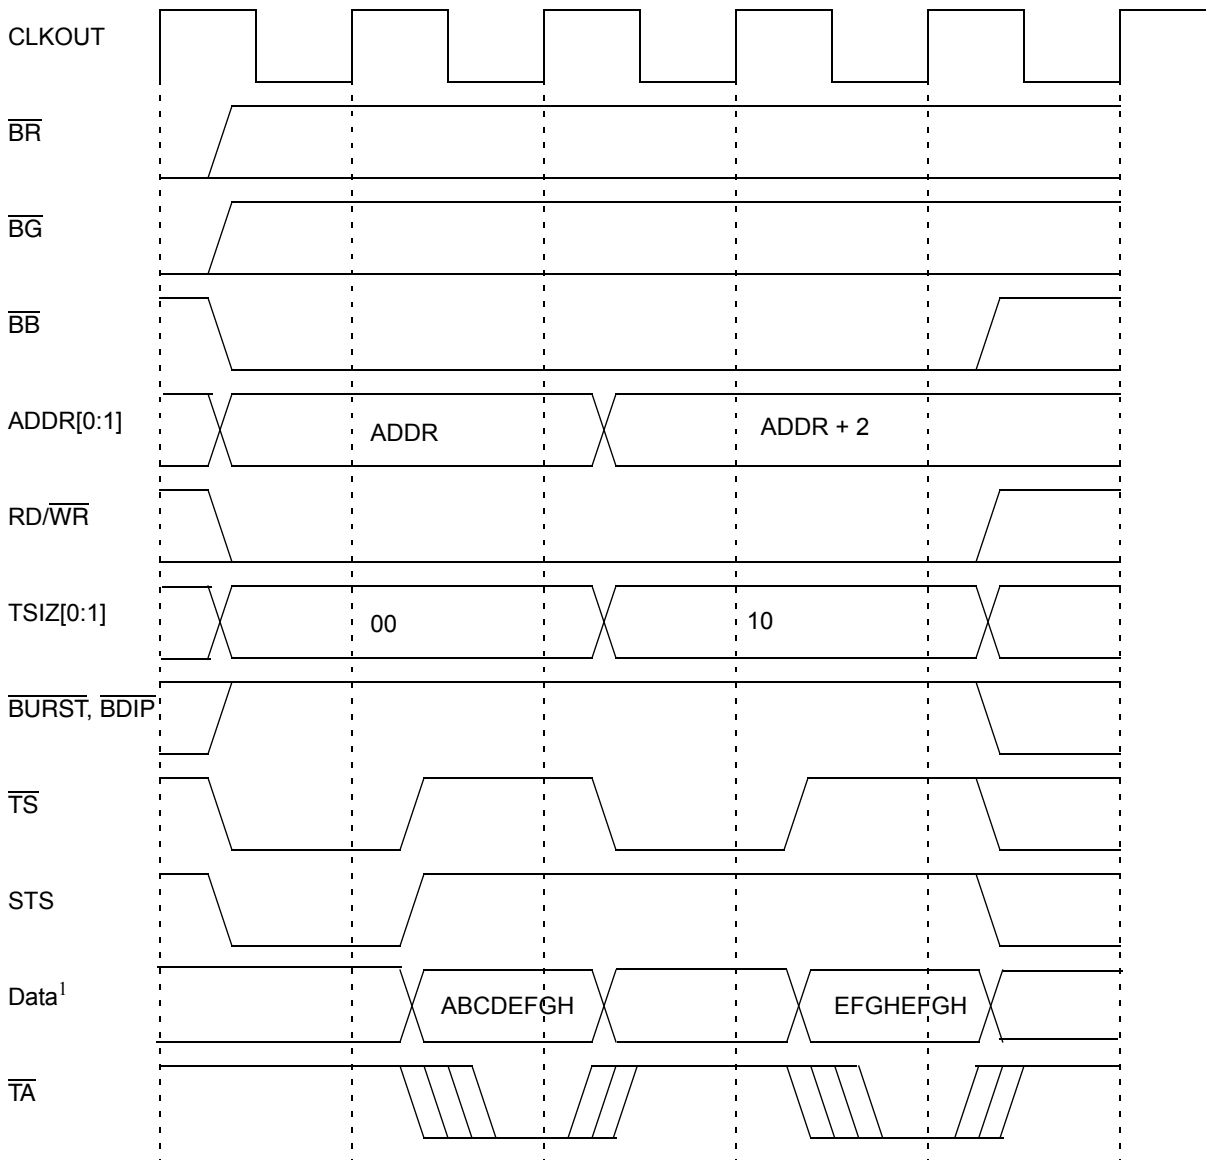 CLKOUT
BR
BG
BB
ADDR[0:1] ADDR ADDR + 2
RD/WR
TSIZ[0:1] 00 10
BURST, BDIP
TS
STS
Data1 ABCDEFGH EFGHEFGH
TA